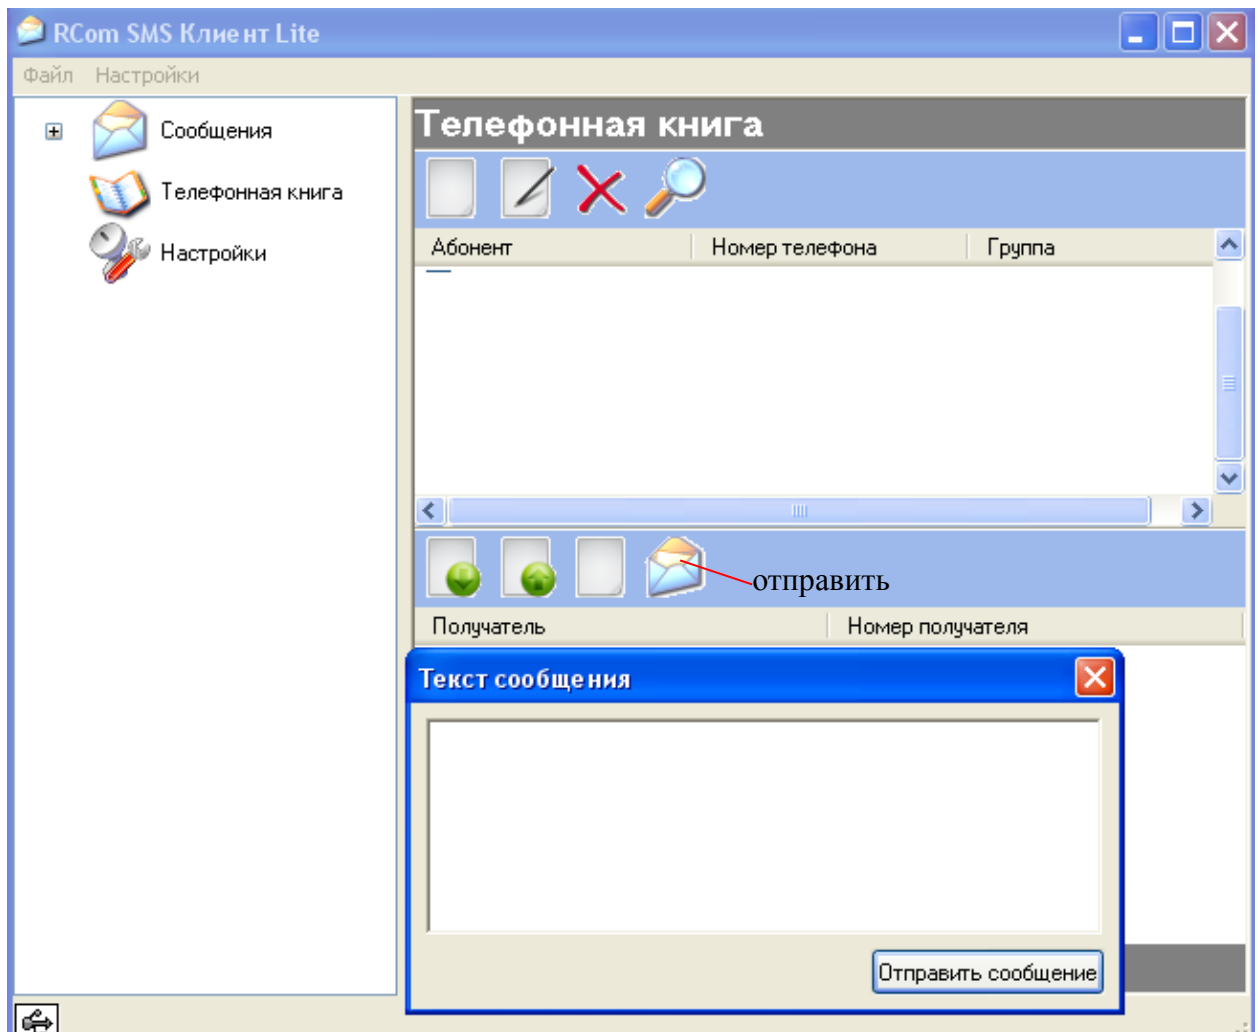 RCom SMS Клиент Lite
Файл Настройки
Сообщения
Телефонная книга
Настройки
Телефонная книга
Абонент Номер телефона Группа
отправить
Получатель Номер получателя
Текст сообщения
Отправить сообщение